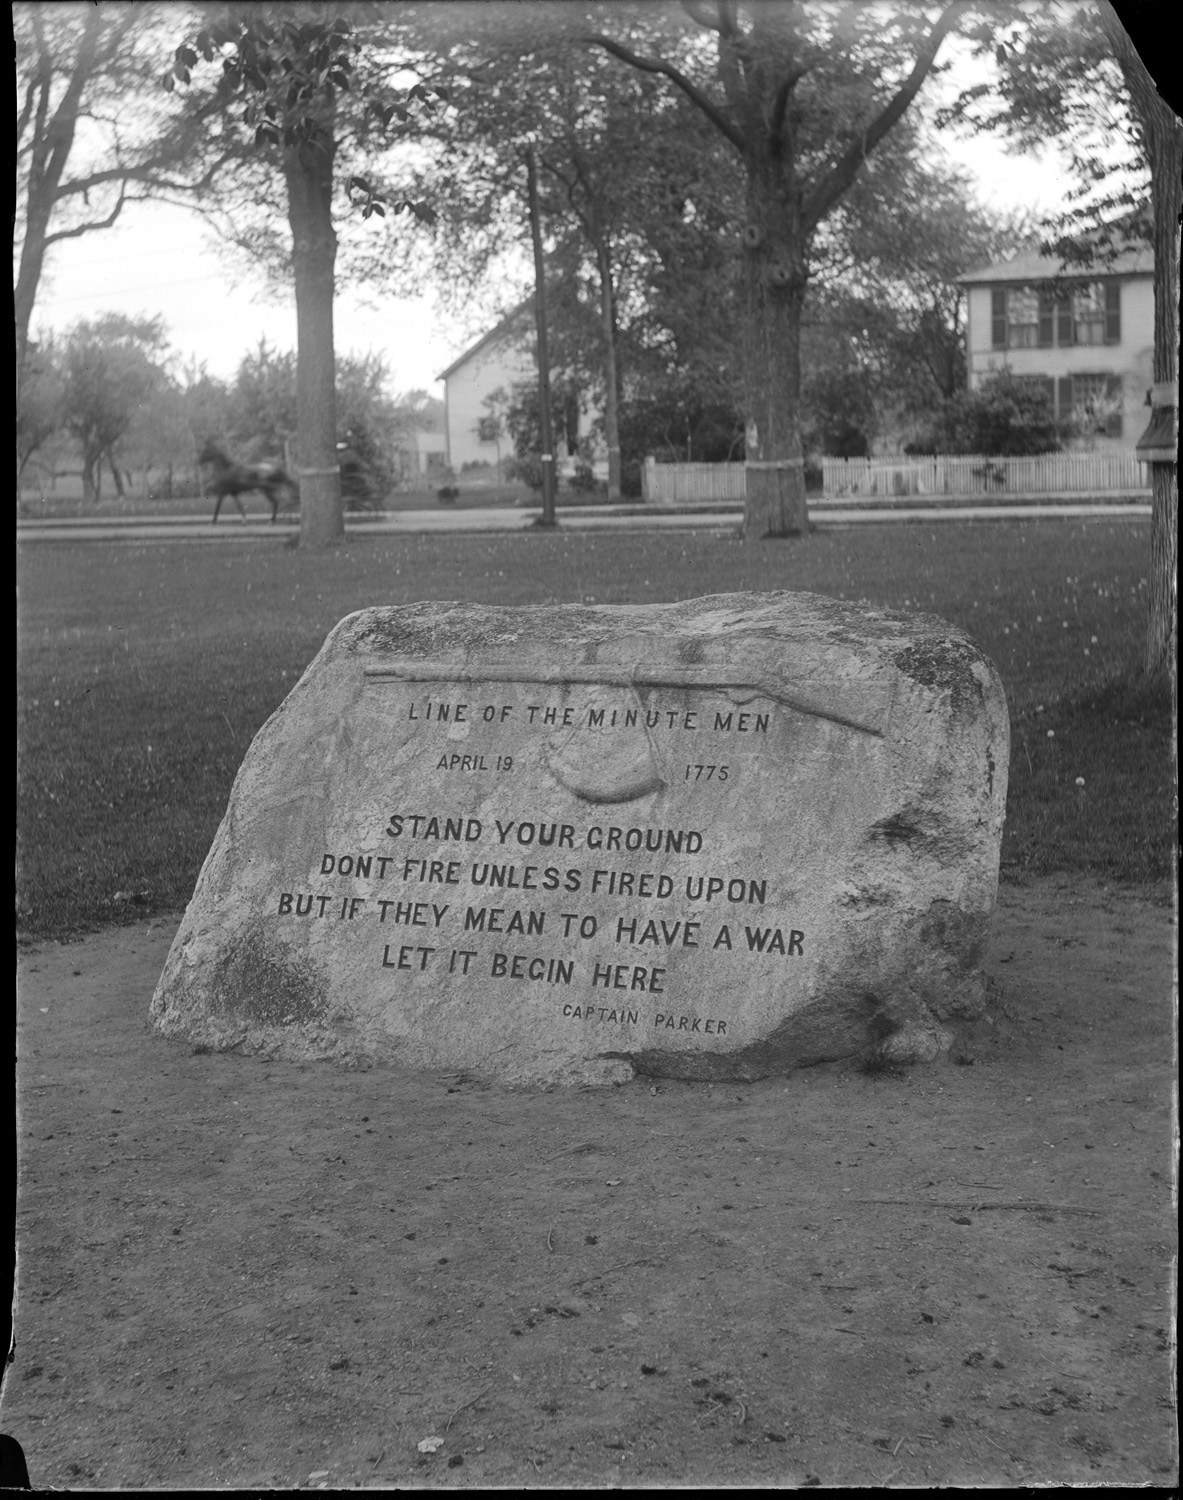 LINE OF THE MINUTE MEN
APRIL 19 1775
STAND YOUR GROUND
DONT FIRE UNLESS FIRED UPON
BUT IF THEY MEAN TO HAVE A WAR
LET IT BEGIN HERE
CAPTAIN PARKER